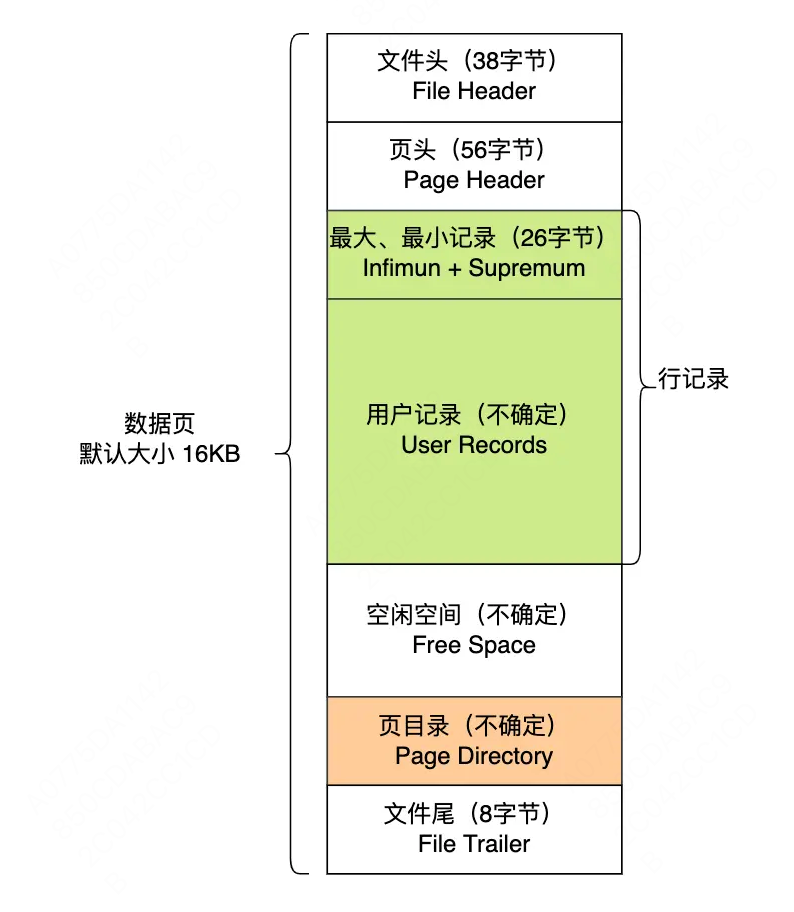 文件头（38字节）
File Header
页头（56字节）
Page Header
最大、最小记录（26字节）
Infimun + Supremum
用户记录（不确定）
User Records
行记录
数据页
默认大小 16KB
空闲空间（不确定）
Free Space
页目录（不确定）
Page Directory
文件尾（8字节）
File Trailer